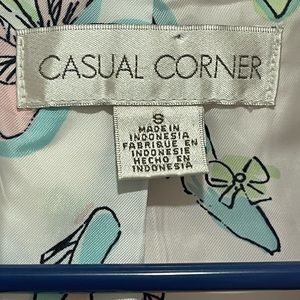 CASUAL CORNER
S
MADE IN
INDONESIA
FABRIQUE EN
INDONESIE
HECHO EN
INDONESIA